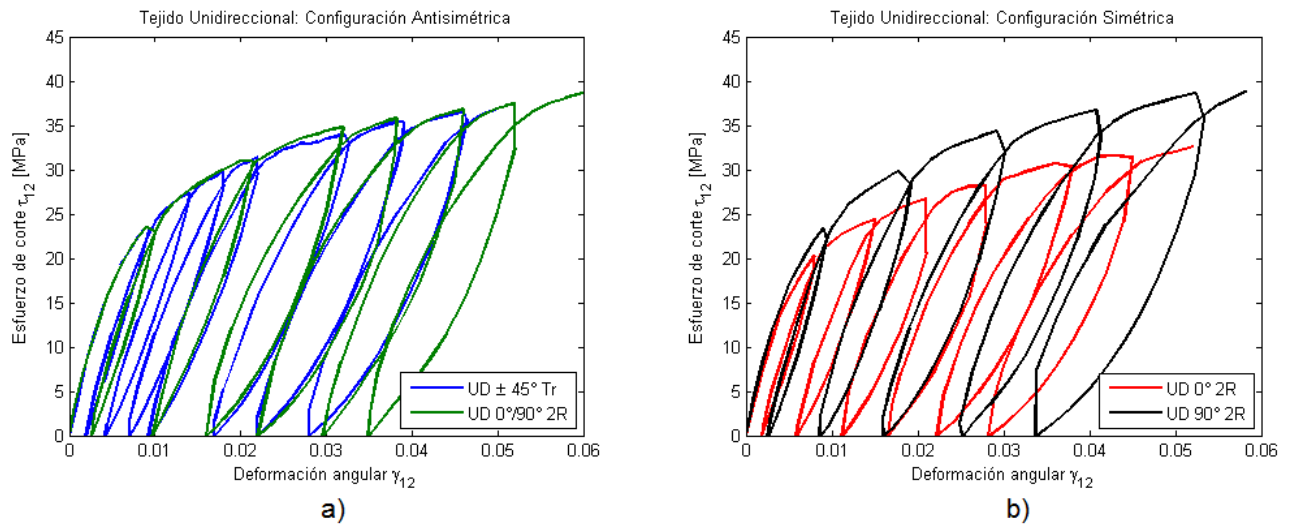 Tejido Unidireccional: Configuración Antisimétrica
45
40
35
30
25
20
15
10
5
0
Esfuerzo de corte τ12 [MPa]
0 0.01 0.02 0.03 0.04 0.05 0.06
Deformación angular γ12
UD ± 45° Tr
UD 0°/90° 2R
a)
Tejido Unidireccional: Configuración Simétrica
45
40
35
30
25
20
15
10
5
0
Esfuerzo de corte τ12 [MPa]
0 0.01 0.02 0.03 0.04 0.05 0.06
Deformación angular γ12
UD 0° 2R
UD 90° 2R
b)